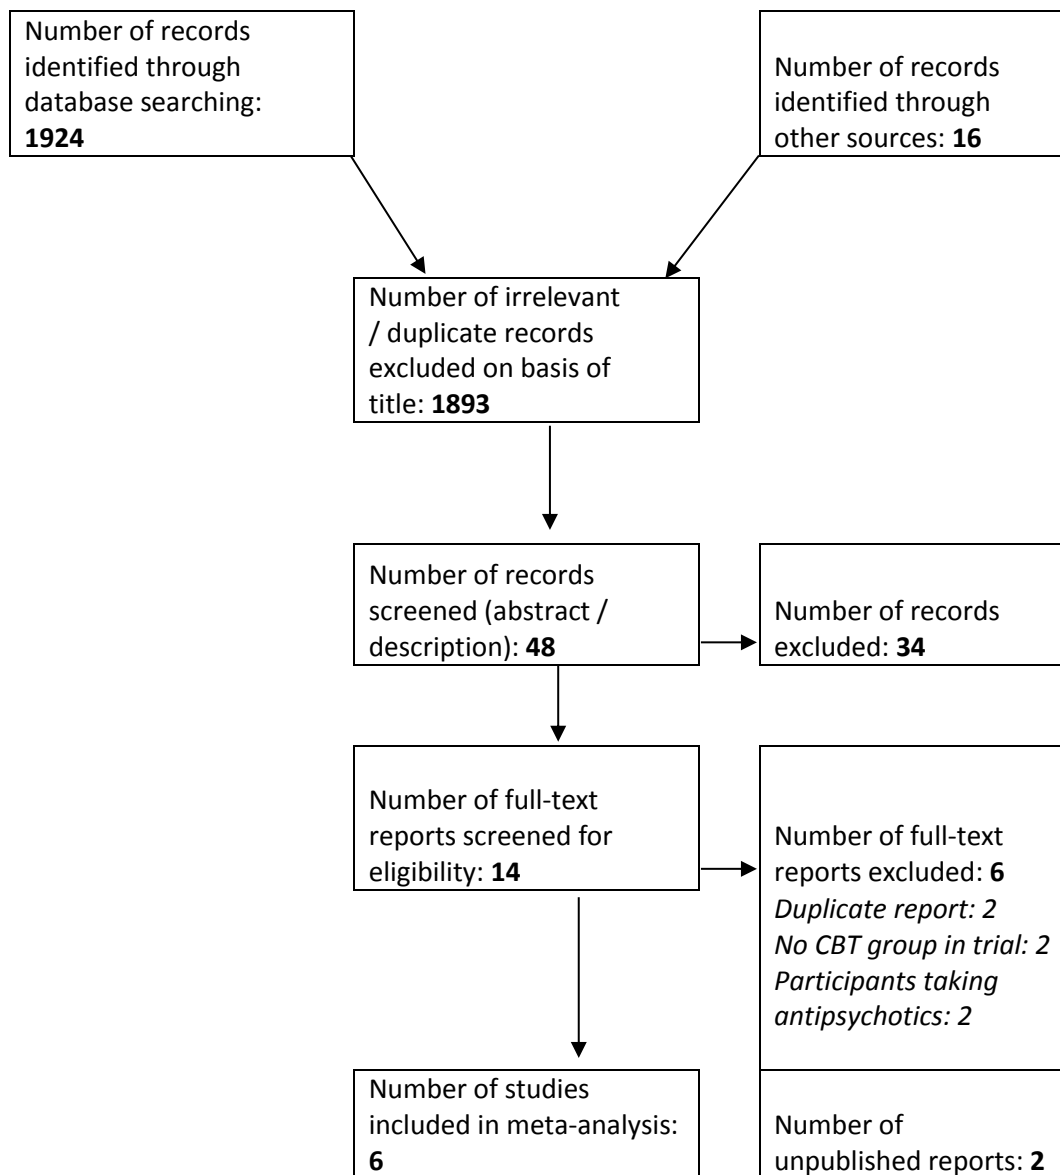 Number of records
identified through
database searching:
1924
Number of records
identified through
other sources: 16
Number of irrelevant
/ duplicate records
excluded on basis of
title: 1893
Number of records
screened (abstract /
description): 48
Number of records
excluded: 34
Number of full-text
reports screened for
eligibility: 14
Number of full-text
reports excluded: 6
Duplicate report: 2
No CBT group in trial: 2
Participants taking
antipsychotics: 2
Number of studies
included in meta-analysis:
6
Number of
unpublished reports: 2